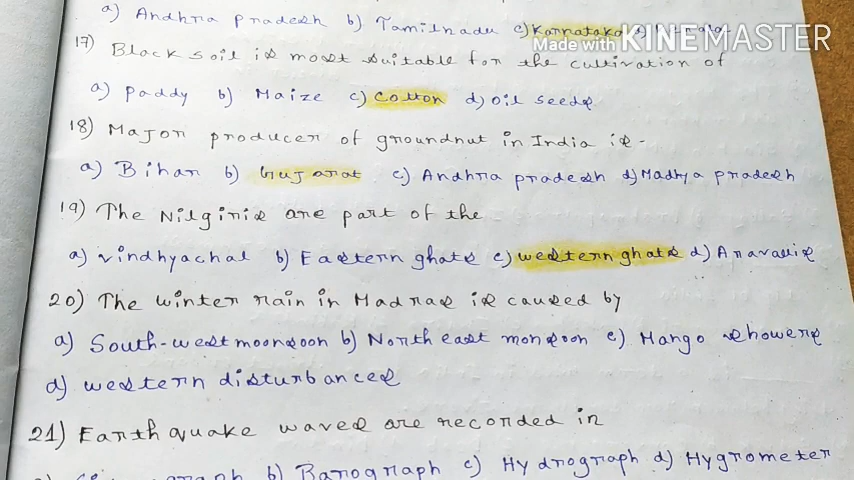 a) Andhra pradesh b) Tamilnadu c) Karnataka
Made with KINEMASTER
17) Black soil is most suitable for the cultivation of
a) paddy b) Maize c) cotton d) oil seeds
18) Major producer of groundnut in India is -
a) Bihar b) Gujarat c) Andhra pradesh d) Madhya pradesh
19) The Nilgiris are part of the
a) vindhyachal b) Eastern ghats c) western ghats d) Aravallis
20) The winter rain in Madras is caused by
a) South-west moonsoon b) North east monsoon c) Mango showers
d) western disturbances
21) Earthquake waves are recorded in
b) Barograph c) Hydrograph d) Hygrometer